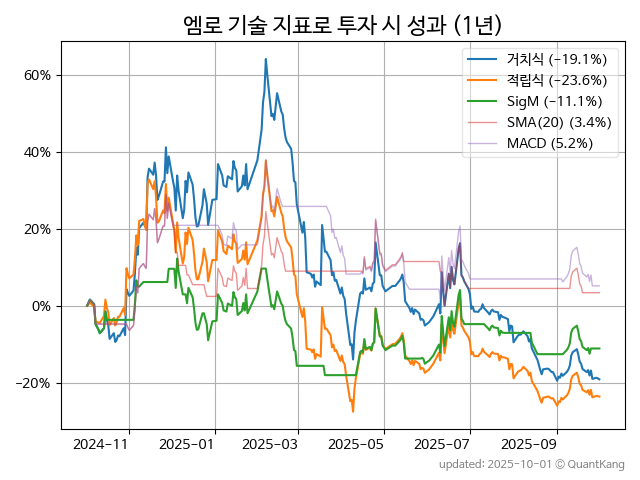 엠로 기술 지표로 투자 시 성과 (1년)
거치식 (-19.1%)
적립식 (-23.6%)
SigM (-11.1%)
SMA(20) (3.4%)
MACD (5.2%)
60%
40%
20%
0%
-20%
2024-11
2025-01
2025-03
2025-05
2025-07
2025-09
updated: 2025-10-01 © QuantKang